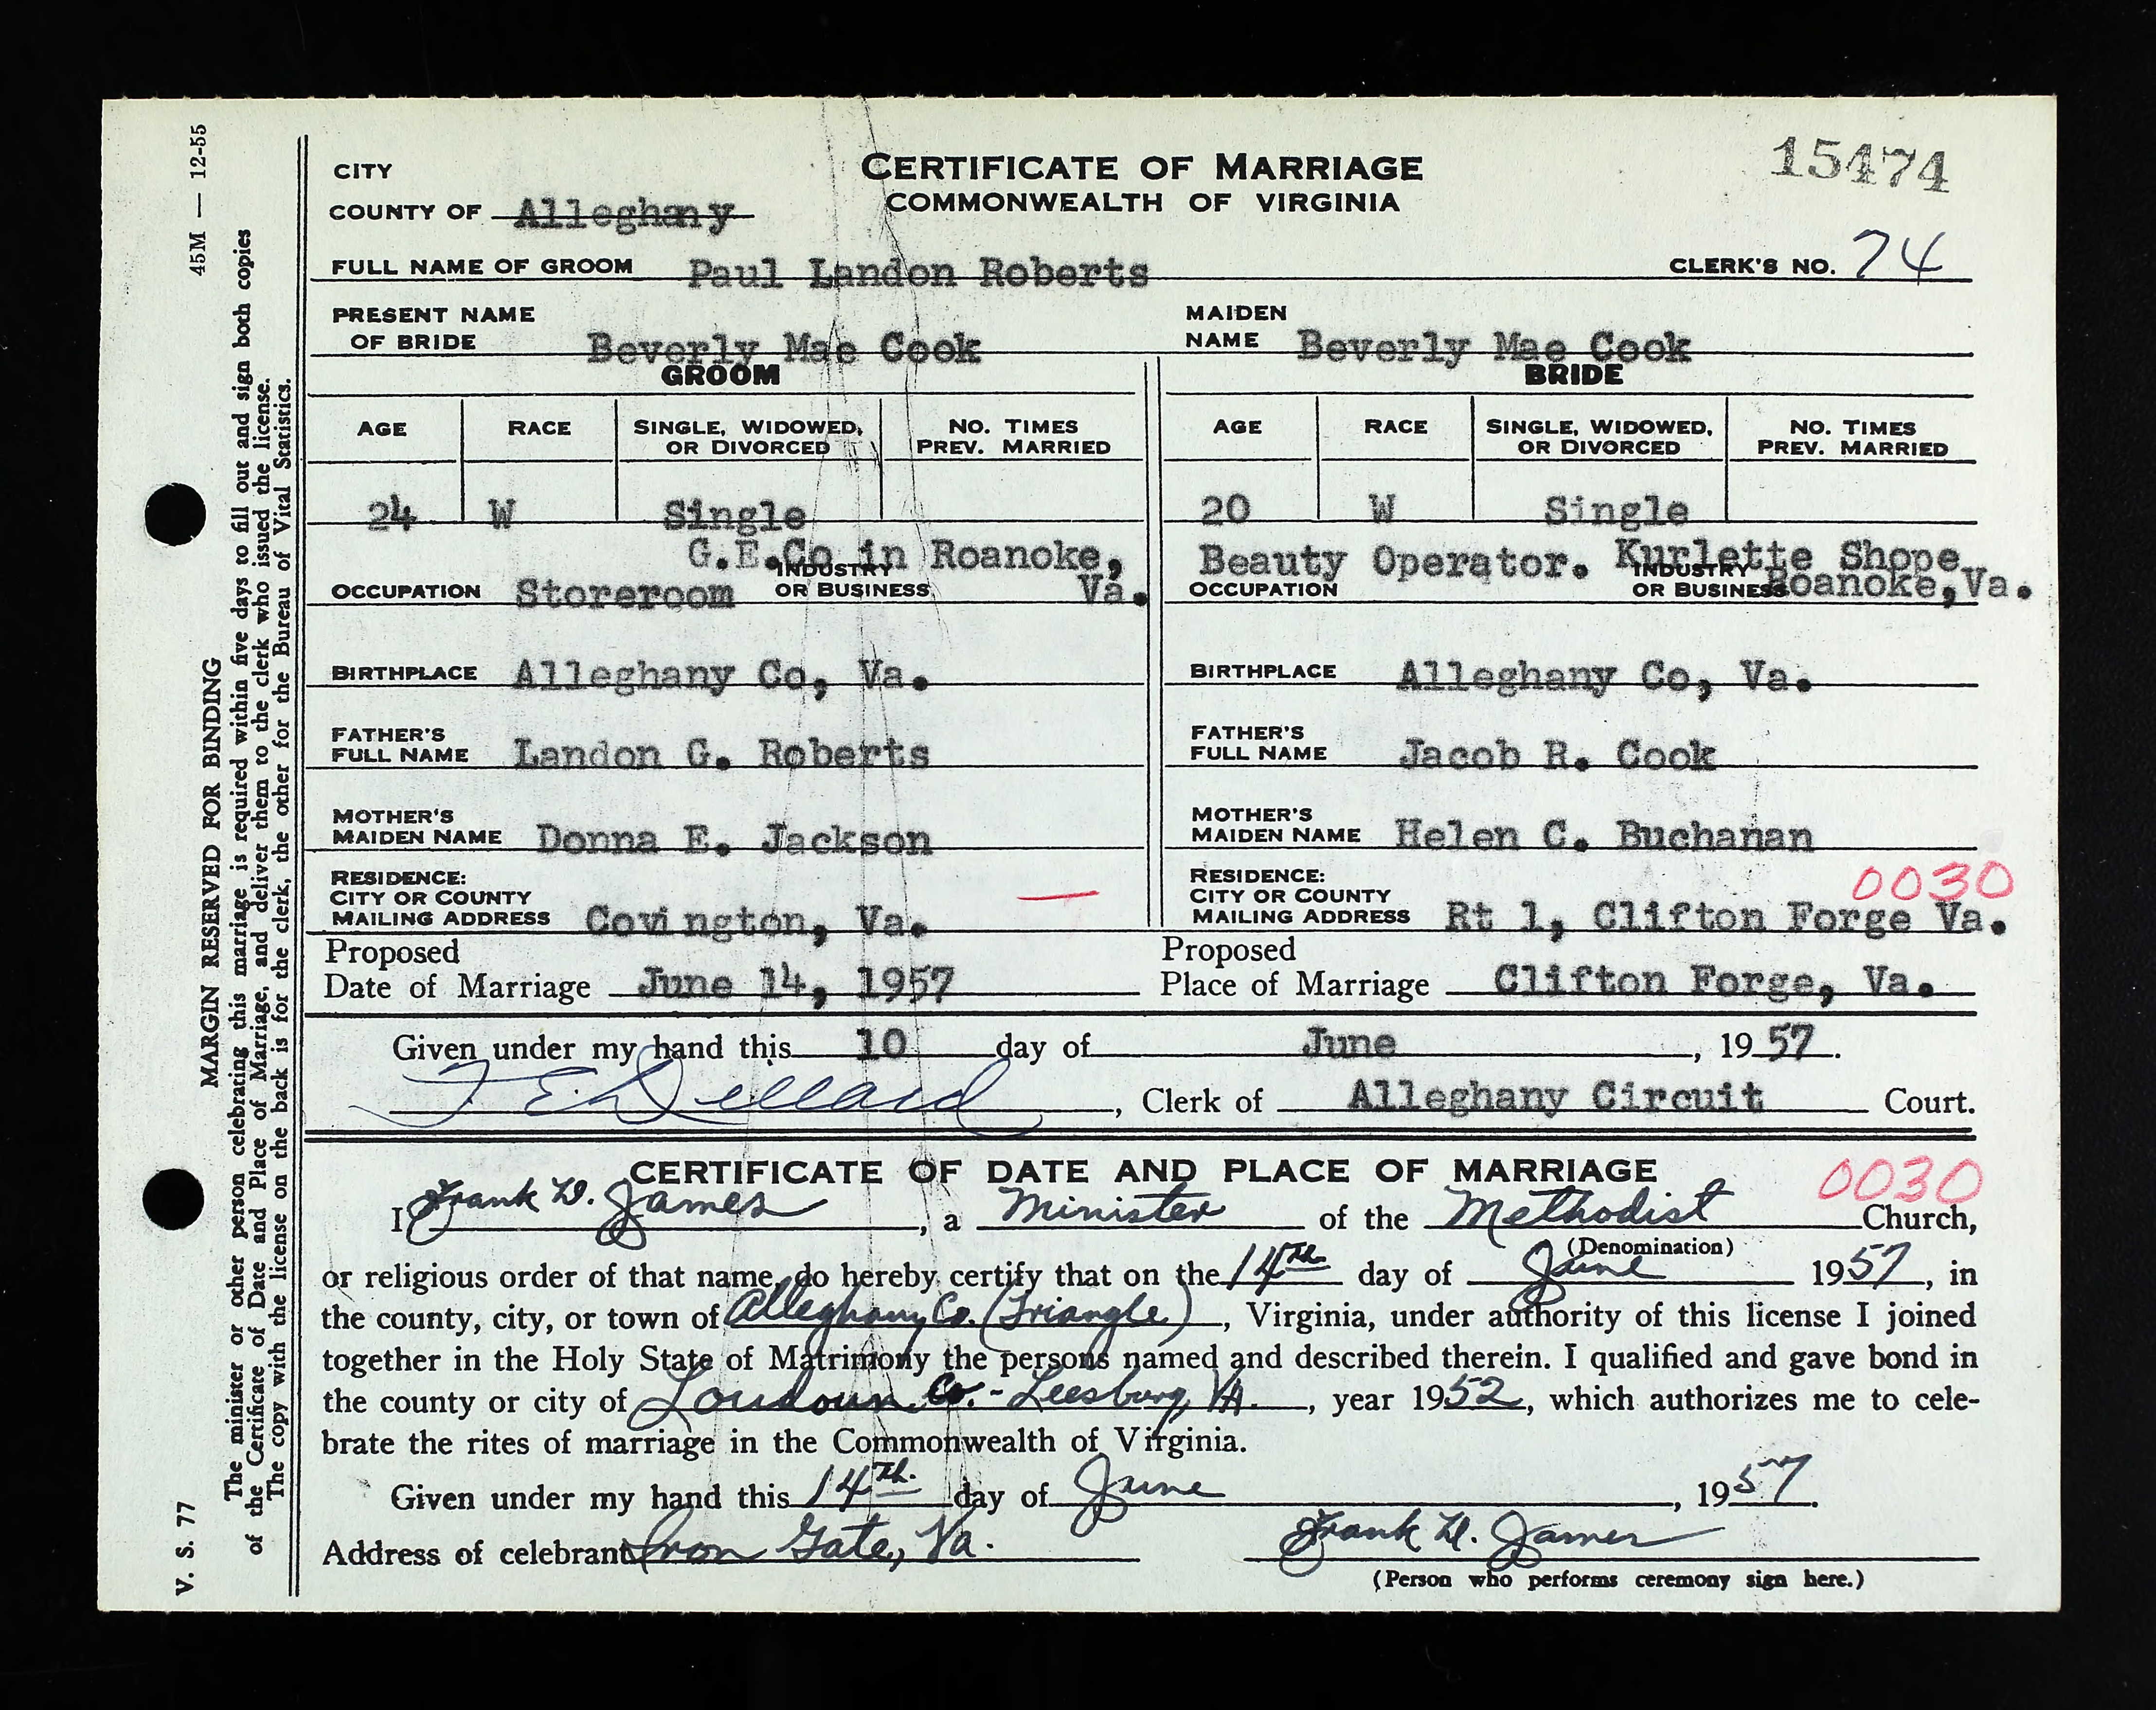 45M — 12-55
MARGIN RESERVED FOR BINDING
The minister or other person celebrating this marriage is required within five days to fill out and sign both copies
of the Certificate of Date and Place of Marriage, and deliver them to the clerk who issued the license.
The copy with the license on the back is for the clerk, the other for the Bureau of Vital Statistics.
V. S. 77
CERTIFICATE OF MARRIAGE
COMMONWEALTH OF VIRGINIA
15474
CITY
COUNTY OF Alleghany
FULL NAME OF GROOM Paul Landon Roberts CLERK'S NO. 74
PRESENT NAME OF BRIDE Beverly Mae Cook MAIDEN NAME Beverly Mae Cook
GROOM BRIDE
AGE RACE SINGLE, WIDOWED, OR DIVORCED NO. TIMES PREV. MARRIED AGE RACE SINGLE, WIDOWED, OR DIVORCED NO. TIMES PREV. MARRIED
24 W Single 20 W Single
G.E.Co in Roanoke, Beauty Operator. Kurlette Shope
OCCUPATION Storeroom INDUSTRY OR BUSINESS Va. OCCUPATION INDUSTRY OR BUSINESS Roanoke, Va.
BIRTHPLACE Alleghany Co, Va. BIRTHPLACE Alleghany Co, Va.
FATHER'S FULL NAME Landon G. Roberts FATHER'S FULL NAME Jacob R. Cook
MOTHER'S MAIDEN NAME Donna E. Jackson MOTHER'S MAIDEN NAME Helen C. Buchanan
0030
RESIDENCE: CITY OR COUNTY MAILING ADDRESS Covington, Va. RESIDENCE: CITY OR COUNTY MAILING ADDRESS Rt 1, Clifton Forge Va.
Proposed Date of Marriage June 14, 1957 Proposed Place of Marriage Clifton Forge, Va.
Given under my hand this 10 day of June, 1957.
F E. Dillard, Clerk of Alleghany Circuit Court.
CERTIFICATE OF DATE AND PLACE OF MARRIAGE 0030
I Frank W. James, a Minister of the Methodist Church,
(Denomination)
or religious order of that name, do hereby certify that on the 14th day of June 1957, in
the county, city, or town of Alleghany Co. (Triangle), Virginia, under authority of this license I joined
together in the Holy State of Matrimony the persons named and described therein. I qualified and gave bond in
the county or city of Loudoun Co. - Leesburg, VA., year 1952, which authorizes me to cele-
brate the rites of marriage in the Commonwealth of Virginia.
Given under my hand this 14th. day of June, 1957.
Address of celebrant Iron Gate, Va. Frank W. James
(Person who performs ceremony sign here.)